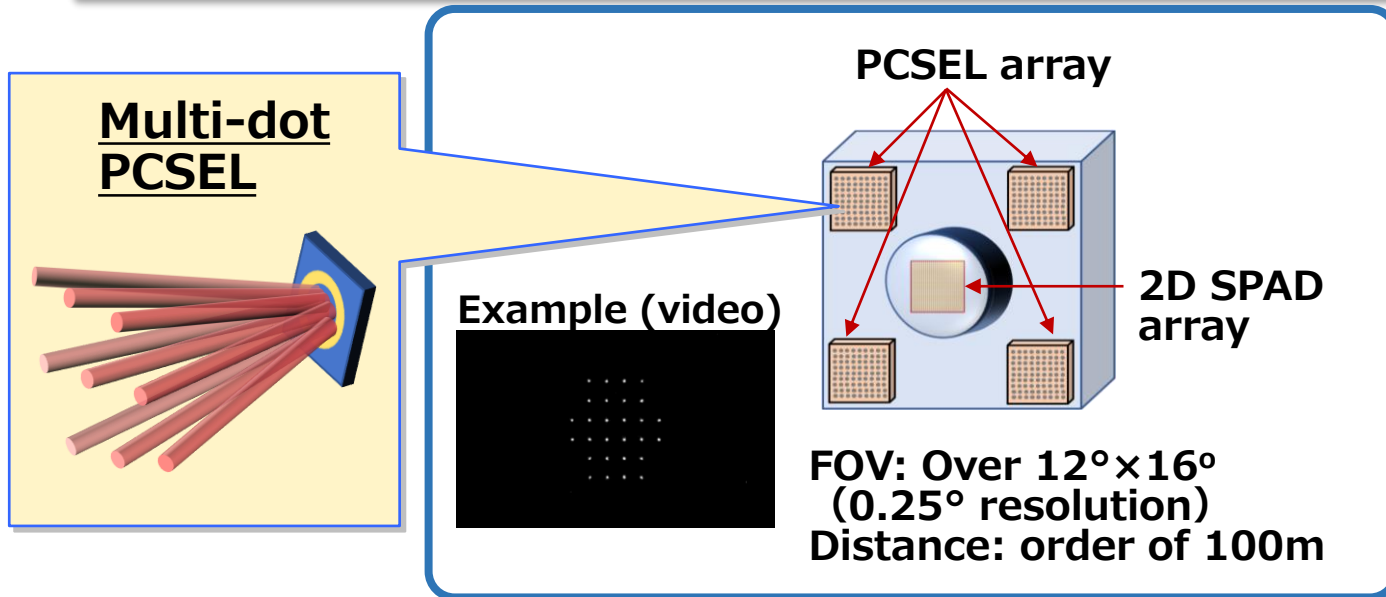 Multi-dot
PCSEL
PCSEL array
2D SPAD
array
Example (video)
FOV: Over 12°×16°
（0.25° resolution）
Distance: order of 100m